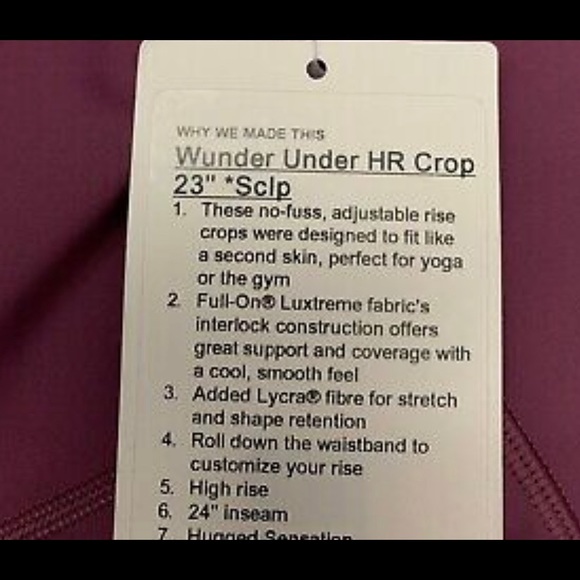 WHY WE MADE THIS
Wunder Under HR Crop
23" *Sclp
1. These no-fuss, adjustable rise
crops were designed to fit like
a second skin, perfect for yoga
or the gym
2. Full-On® Luxtreme fabric's
interlock construction offers
great support and coverage with
a cool, smooth feel
3. Added Lycra® fibre for stretch
and shape retention
4. Roll down the waistband to
customize your rise
5. High rise
6. 24" inseam
7. Hugged Sensation